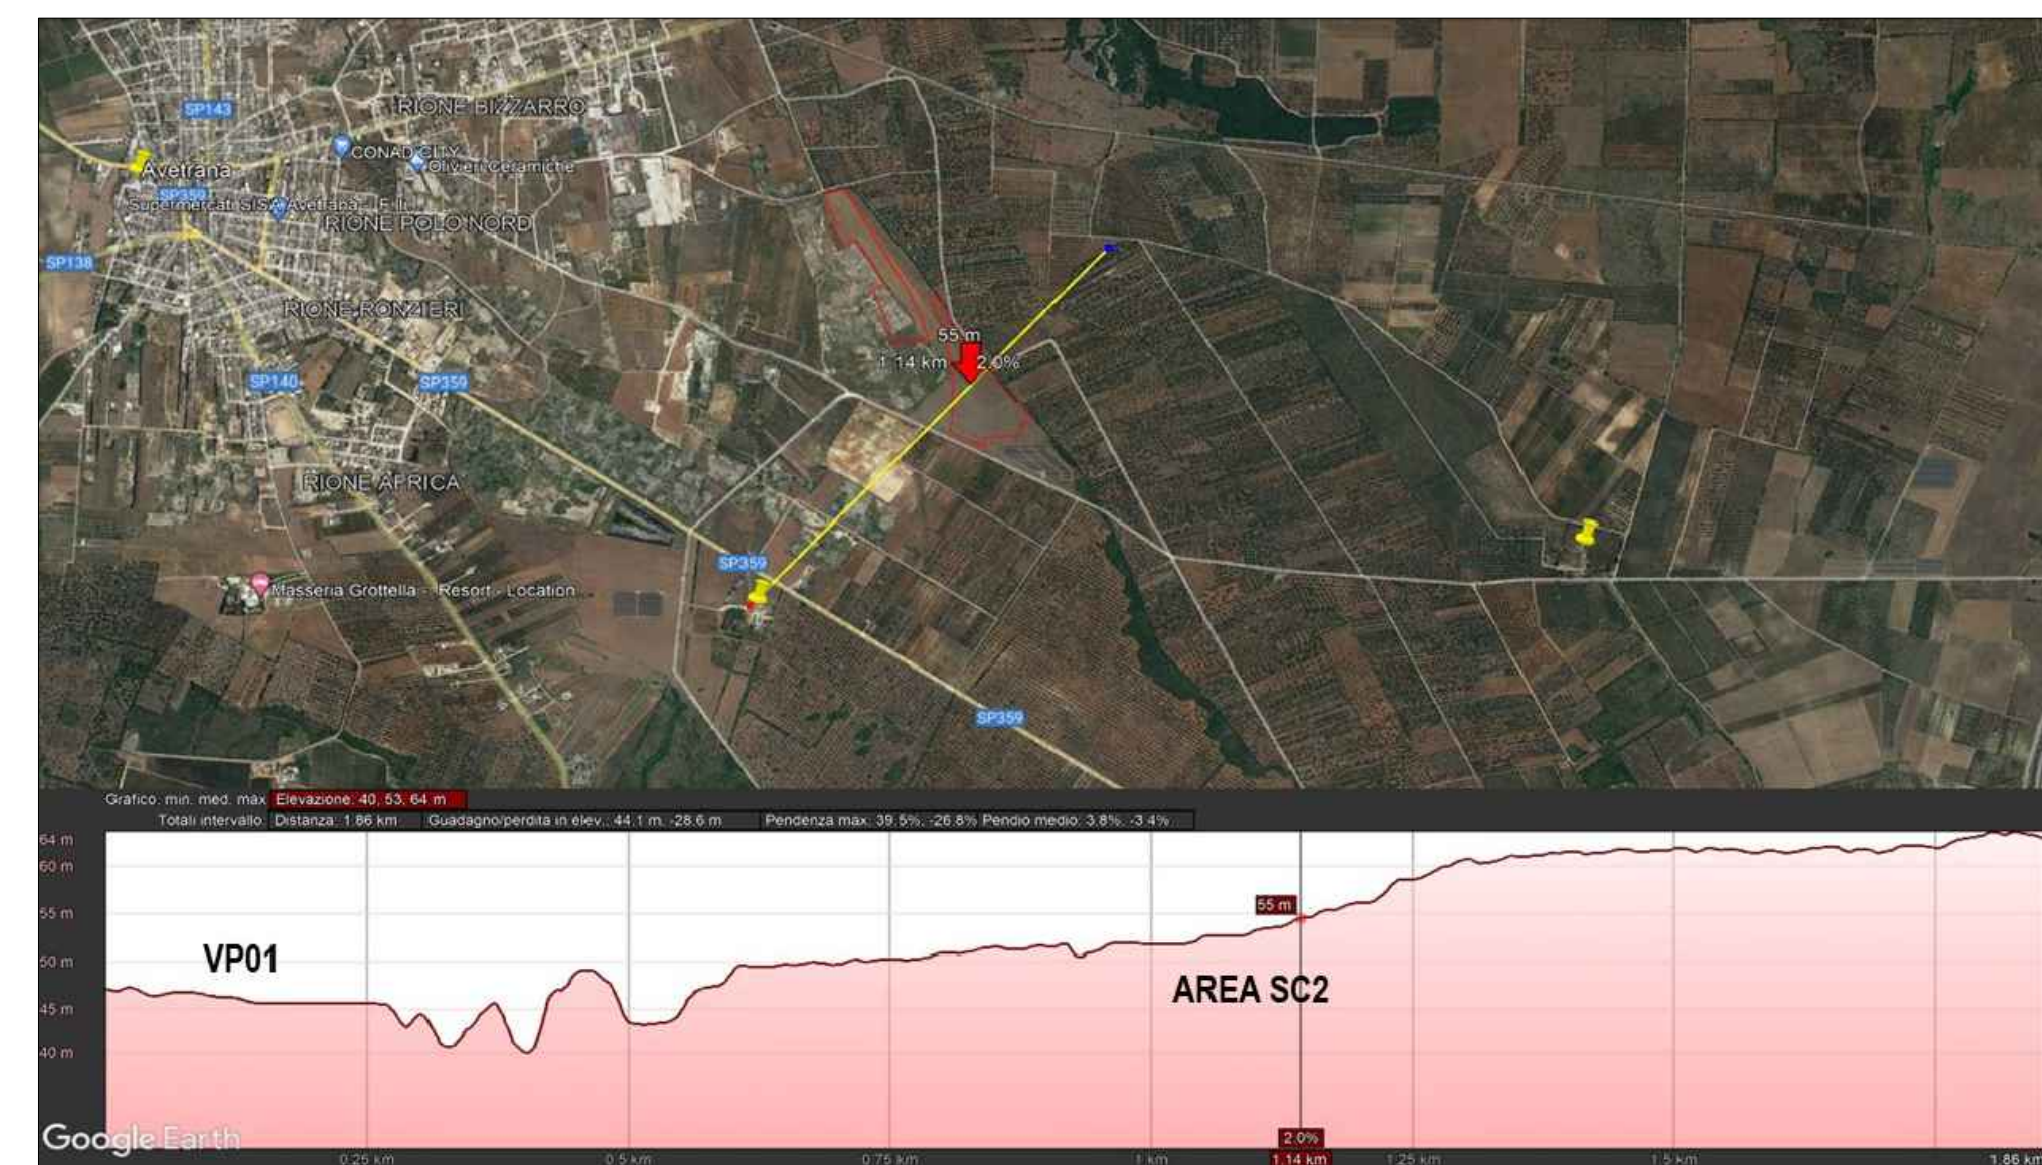 SP143
RIONE BIZZARRO
CONAD CITY
Olivieri Ceramiche
Avetrana
SP359
Supermercati SISA Avetrana - F.lli...
RIONE POLO NORD
SP138
RIONE RONZIERI
55 m
1.14 km 2.0%
SP140
SP359
RIONE AFRICA
SP359
Masseria Grottella - Resort - Location
SP359
Grafico: min. med. max Elevazione: 40, 53, 64 m
Totali intervallo: Distanza: 1.86 km Guadagno/perdita in elev.: 44.1 m, -28.6 m Pendenza max: 39.5%, -26.8% Pendio medio: 3.8%, -3.4%
64 m
60 m
55 m
55 m
VP01
50 m
AREA SC2
45 m
40 m
Google Earth
2.0%
0.25 km 0.5 km 0.75 km 1 km 1.14 km 1.25 km 1.5 km 1.86 km